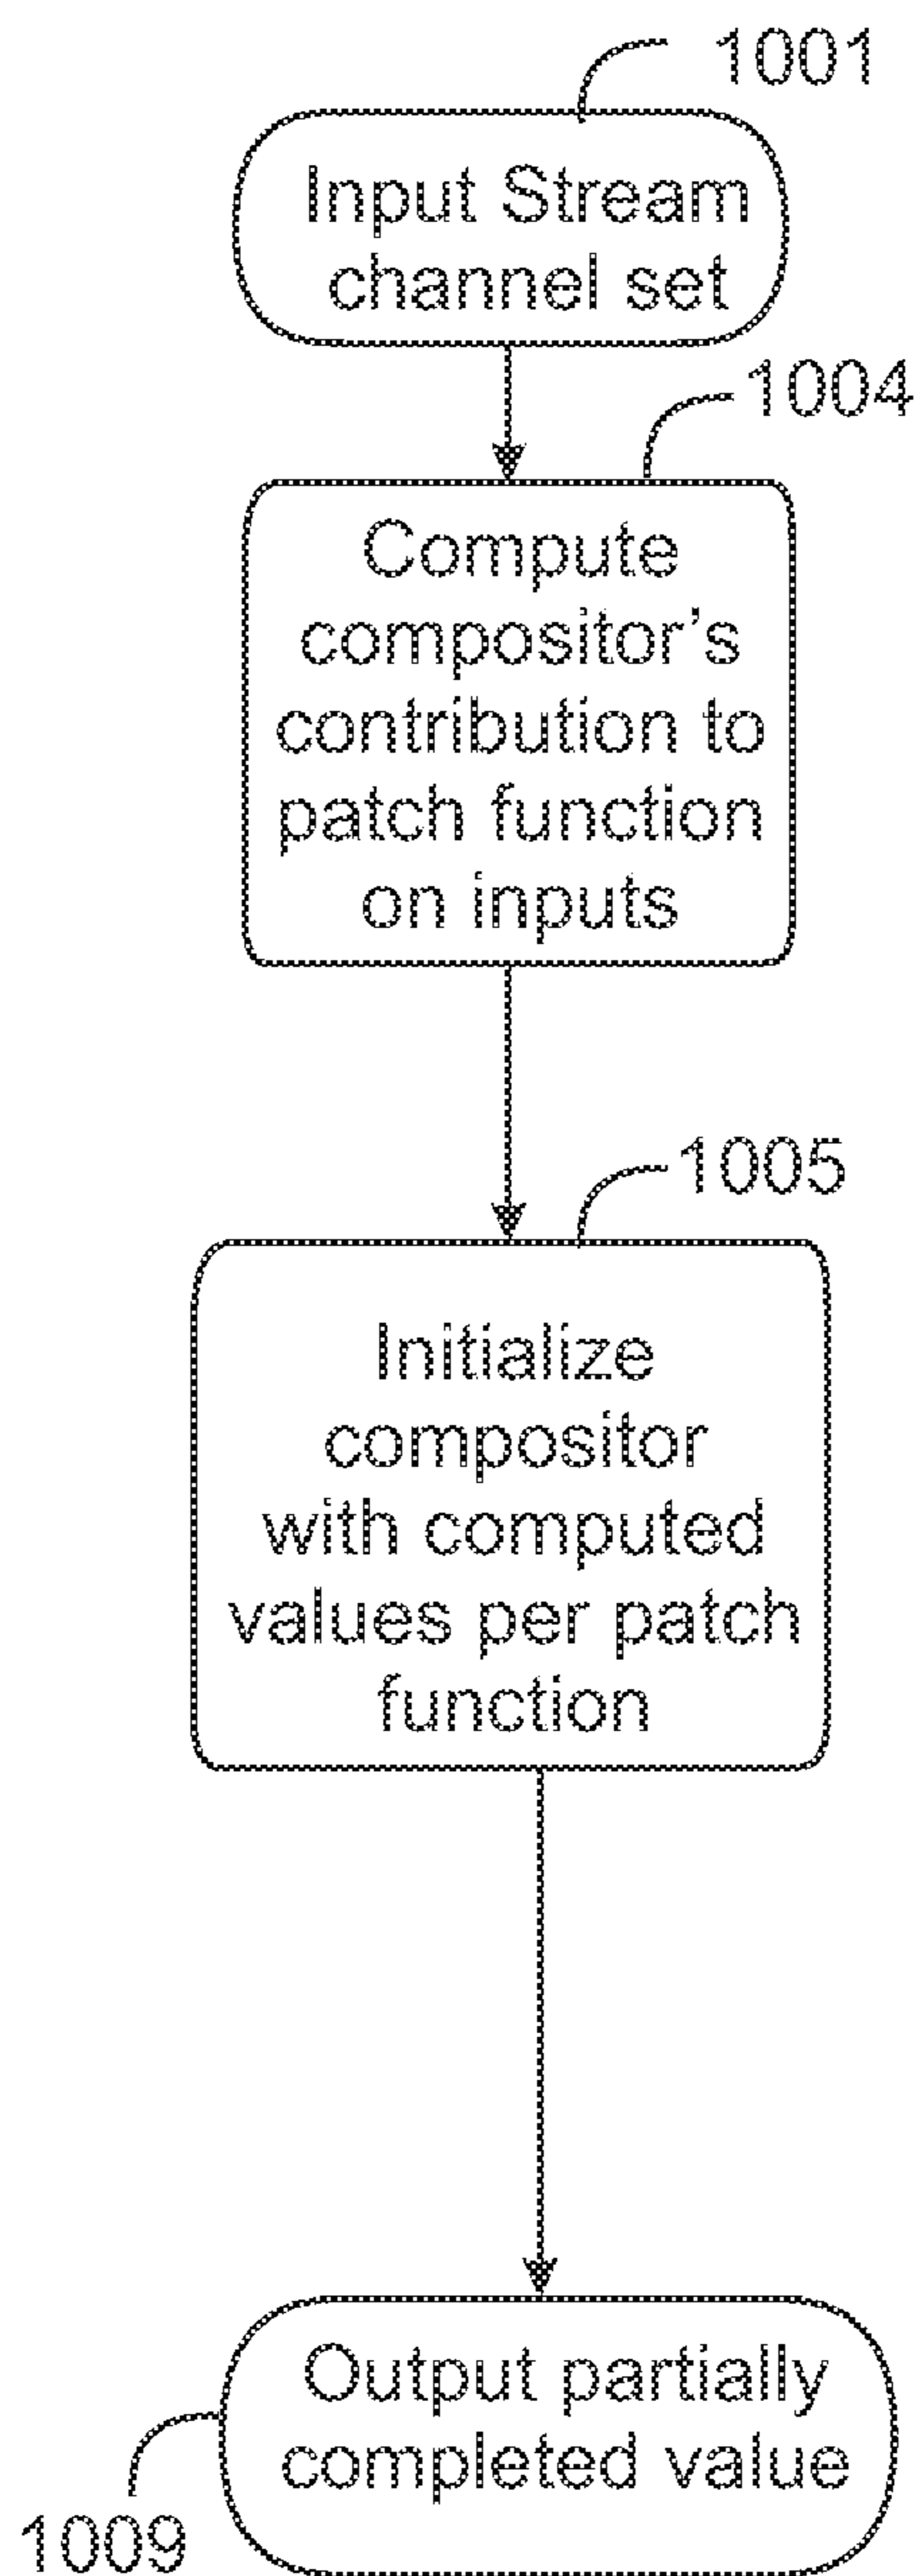 1001
Input Stream
channel set
1004
Compute
compositor's
contribution to
patch function
on inputs
1005
Initialize
compositor
with computed
values per patch
function
Output partially
completed value
1009